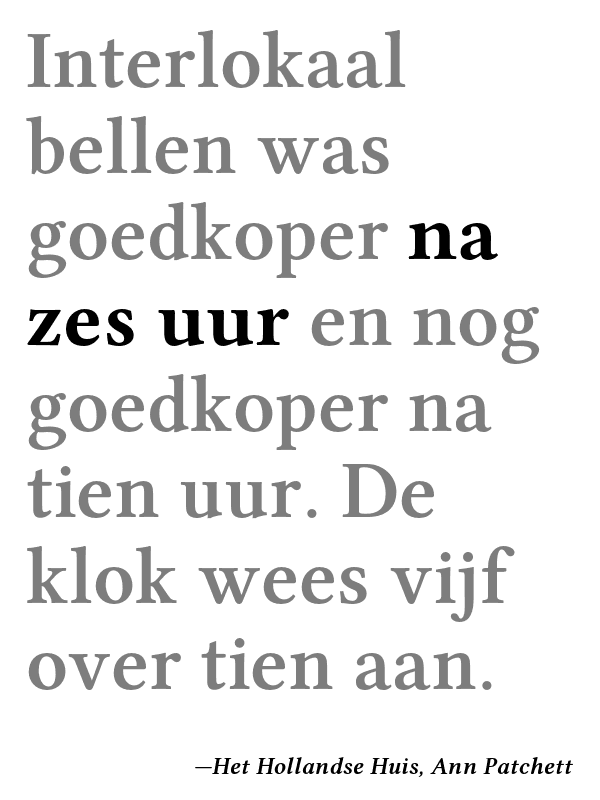 Interlokaal
bellen was
goedkoper na
zes uur en nog
goedkoper na
tien uur. De
klok wees vijf
over tien aan.
—Het Hollandse Huis, Ann Patchett